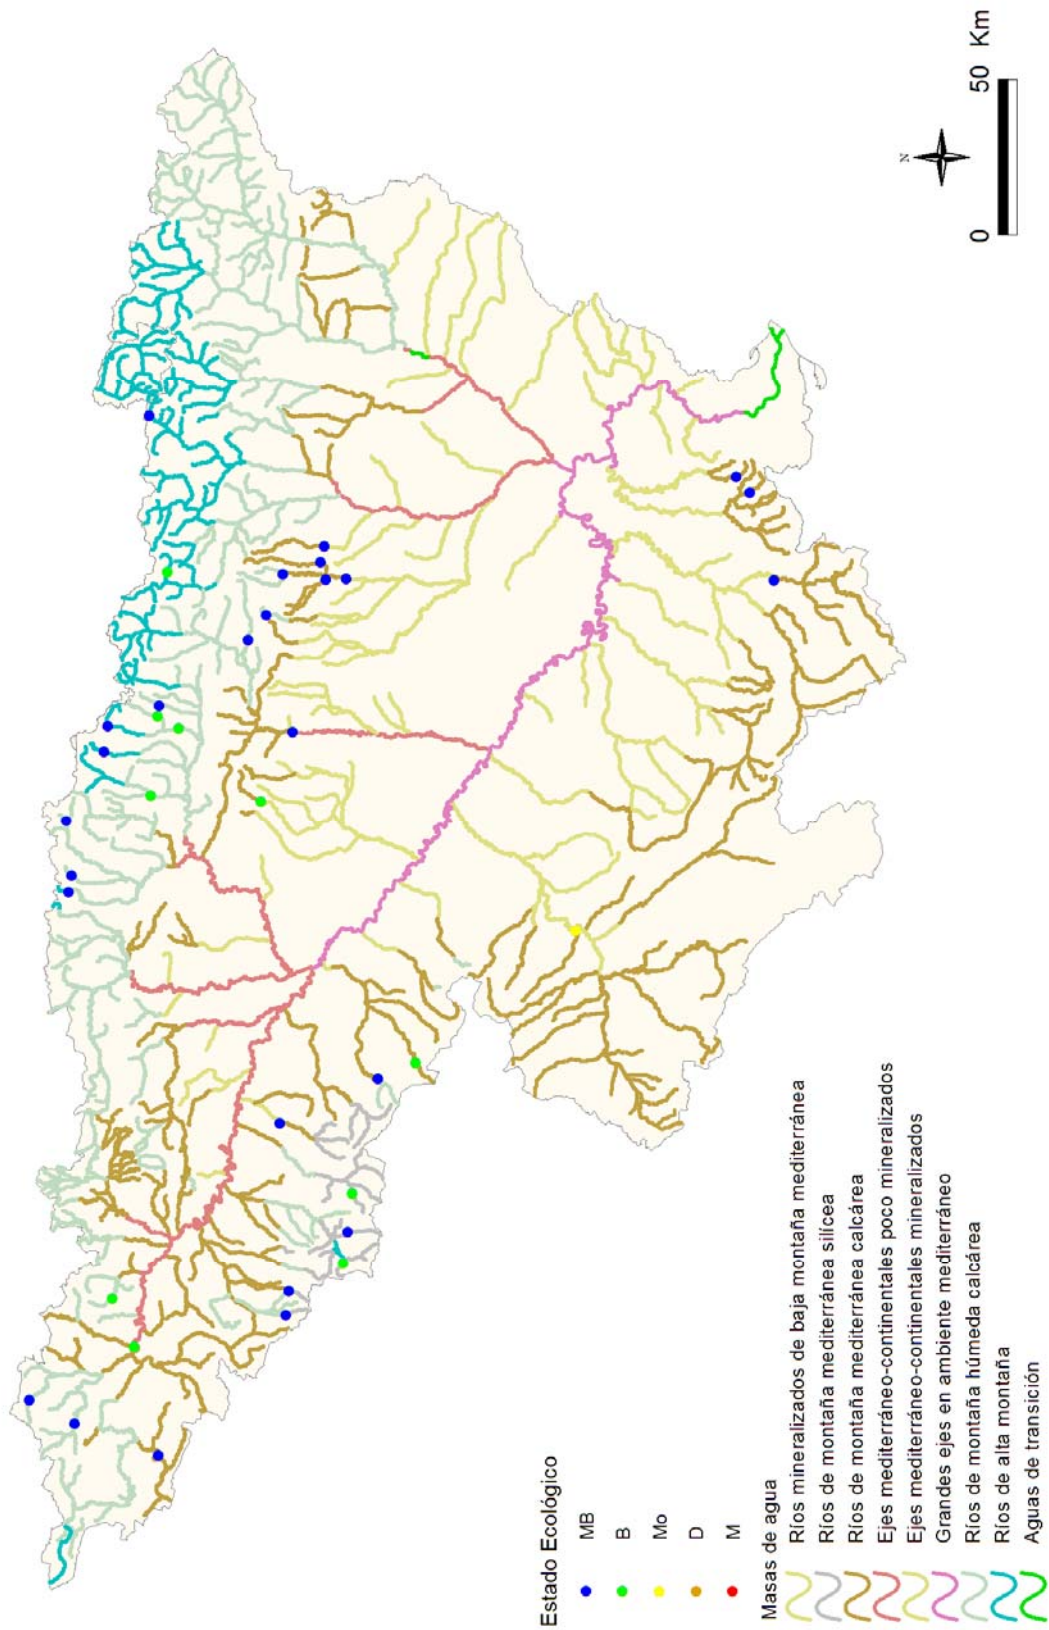 N
0 50 Km
Estado Ecológico
MB
B
Mo
D
M
Masas de agua
Ríos mineralizados de baja montaña mediterránea
Ríos de montaña mediterránea silícea
Ríos de montaña mediterránea calcárea
Ejes mediterráneo-continentales poco mineralizados
Ejes mediterráneo-continentales mineralizados
Grandes ejes en ambiente mediterráneo
Ríos de montaña húmeda calcárea
Ríos de alta montaña
Aguas de transición